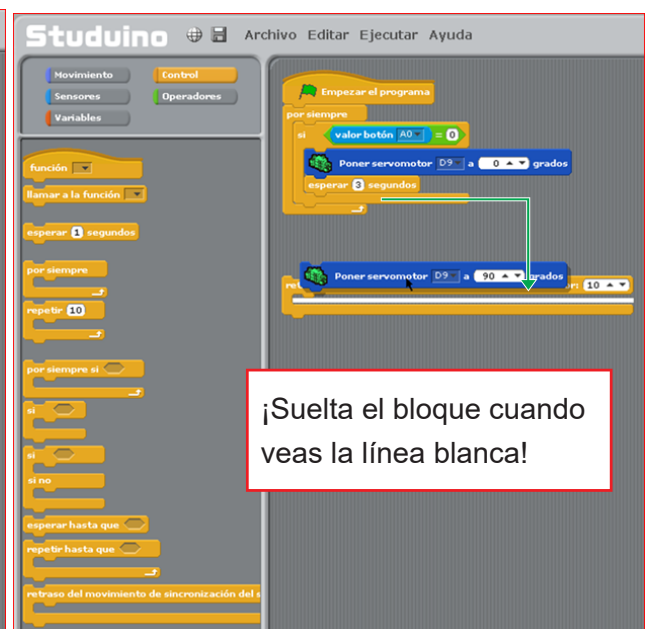 Studuino Archivo Editar Ejecutar Ayuda
Movimiento Control
Sensores Operadores
Variables
función
llamar a la función
esperar 1 segundos
por siempre
repetir 10
por siempre si
si
si
si no
esperar hasta que
repetir hasta que
retraso del movimiento de sincronización del s
Empezar el programa
por siempre
si valor botón A0 = 0
Poner servomotor D9 a 0 grados
esperar 3 segundos
Poner servomotor D9 a 90 grados
10
¡Suelta el bloque cuando
veas la línea blanca!